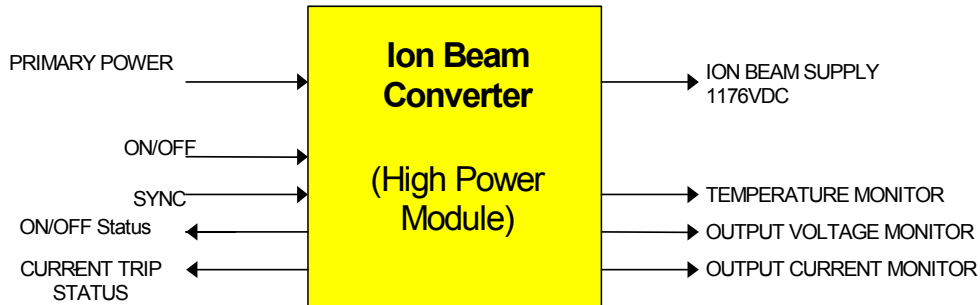 PRIMARY POWER
ON/OFF
SYNC
ON/OFF Status
CURRENT TRIP
STATUS
Ion Beam
Converter
(High Power
Module)
ION BEAM SUPPLY
1176VDC
TEMPERATURE MONITOR
OUTPUT VOLTAGE MONITOR
OUTPUT CURRENT MONITOR